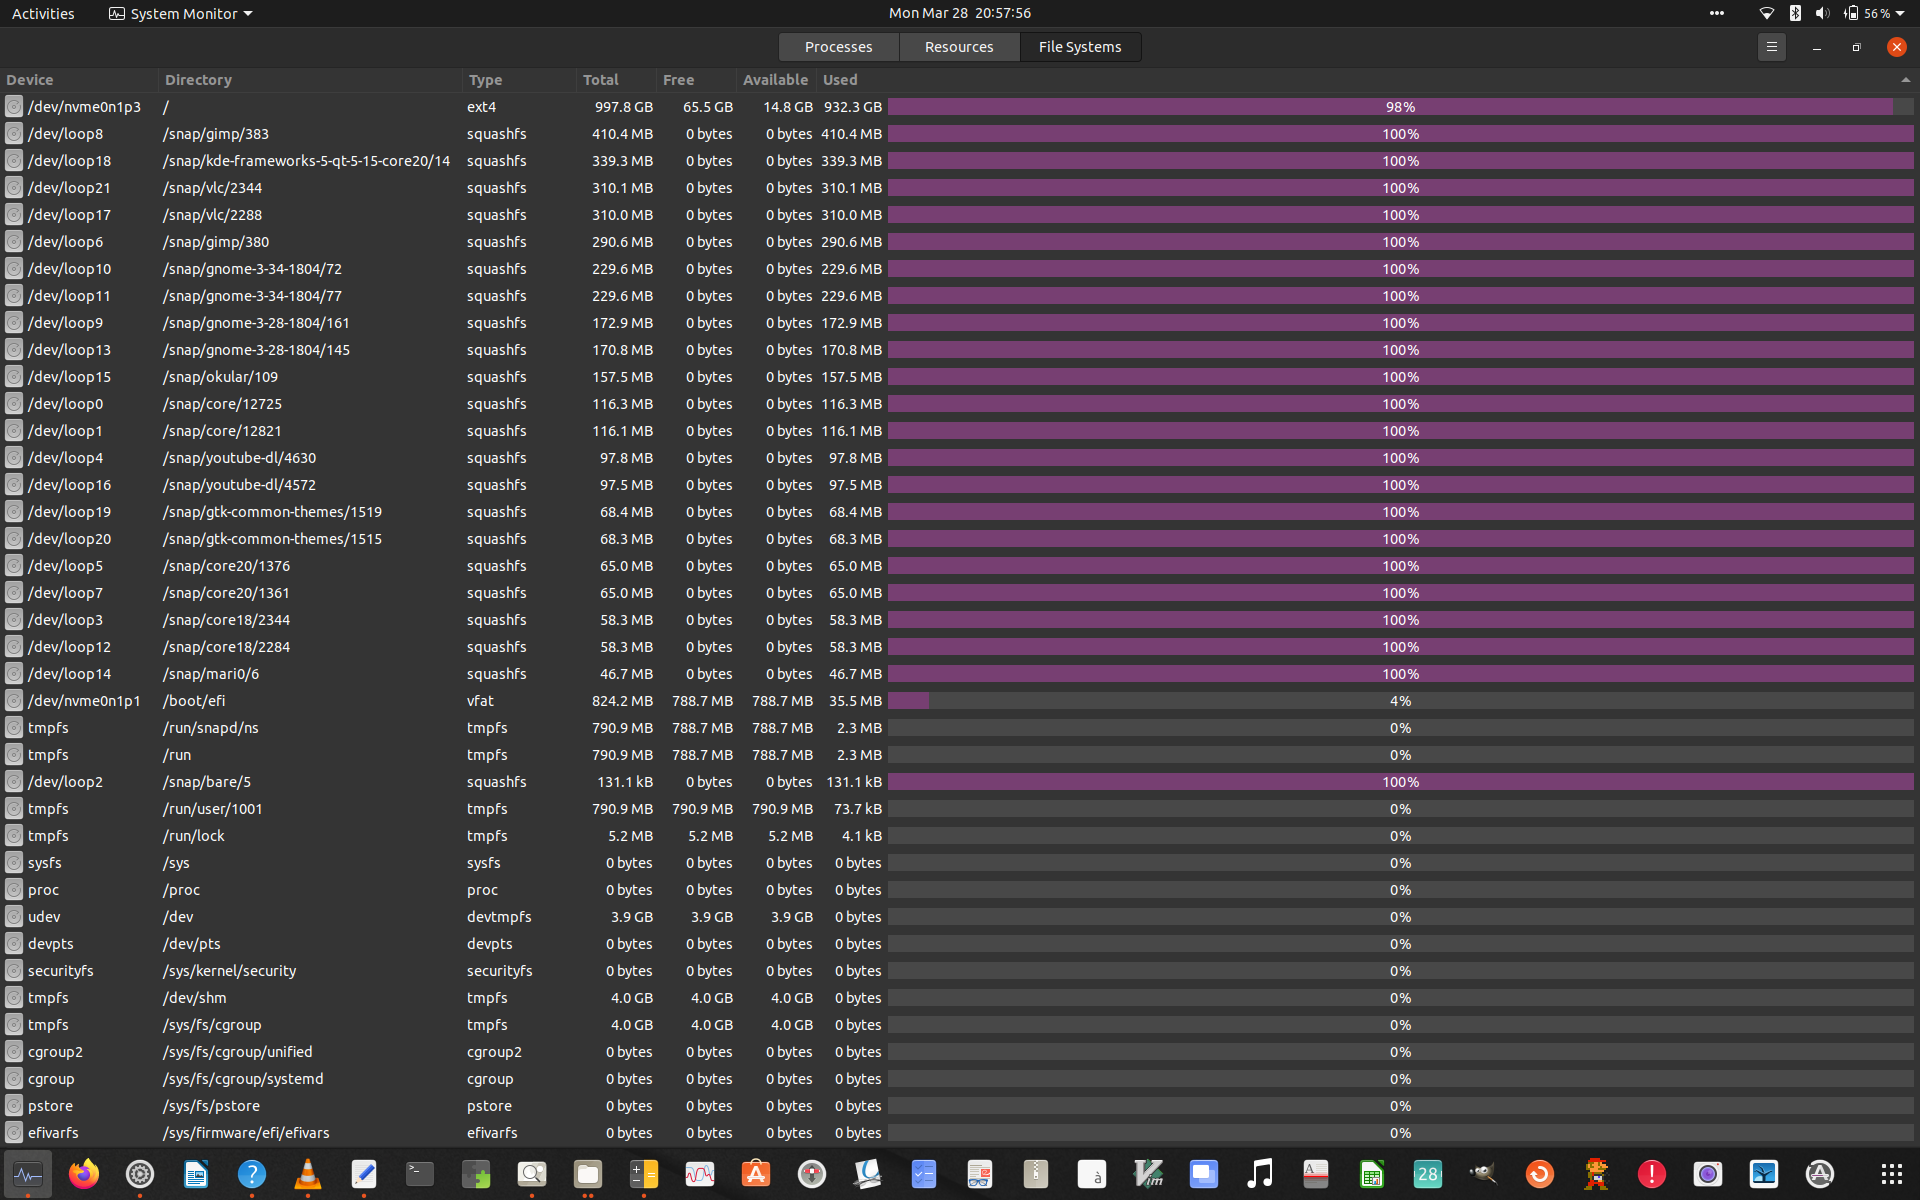 Activities System Monitor Mon Mar 28 20:57:56 56 %
Processes Resources File Systems
Device Directory Type Total Free Available Used
/dev/nvme0n1p3 / ext4 997.8 GB 65.5 GB 14.8 GB 932.3 GB 98%
/dev/loop8 /snap/gimp/383 squashfs 410.4 MB 0 bytes 0 bytes 410.4 MB 100%
/dev/loop18 /snap/kde-frameworks-5-qt-5-15-core20/14 squashfs 339.3 MB 0 bytes 0 bytes 339.3 MB 100%
/dev/loop21 /snap/vlc/2344 squashfs 310.1 MB 0 bytes 0 bytes 310.1 MB 100%
/dev/loop17 /snap/vlc/2288 squashfs 310.0 MB 0 bytes 0 bytes 310.0 MB 100%
/dev/loop6 /snap/gimp/380 squashfs 290.6 MB 0 bytes 0 bytes 290.6 MB 100%
/dev/loop10 /snap/gnome-3-34-1804/72 squashfs 229.6 MB 0 bytes 0 bytes 229.6 MB 100%
/dev/loop11 /snap/gnome-3-34-1804/77 squashfs 229.6 MB 0 bytes 0 bytes 229.6 MB 100%
/dev/loop9 /snap/gnome-3-28-1804/161 squashfs 172.9 MB 0 bytes 0 bytes 172.9 MB 100%
/dev/loop13 /snap/gnome-3-28-1804/145 squashfs 170.8 MB 0 bytes 0 bytes 170.8 MB 100%
/dev/loop15 /snap/okular/109 squashfs 157.5 MB 0 bytes 0 bytes 157.5 MB 100%
/dev/loop0 /snap/core/12725 squashfs 116.3 MB 0 bytes 0 bytes 116.3 MB 100%
/dev/loop1 /snap/core/12821 squashfs 116.1 MB 0 bytes 0 bytes 116.1 MB 100%
/dev/loop4 /snap/youtube-dl/4630 squashfs 97.8 MB 0 bytes 0 bytes 97.8 MB 100%
/dev/loop16 /snap/youtube-dl/4572 squashfs 97.5 MB 0 bytes 0 bytes 97.5 MB 100%
/dev/loop19 /snap/gtk-common-themes/1519 squashfs 68.4 MB 0 bytes 0 bytes 68.4 MB 100%
/dev/loop20 /snap/gtk-common-themes/1515 squashfs 68.3 MB 0 bytes 0 bytes 68.3 MB 100%
/dev/loop5 /snap/core20/1376 squashfs 65.0 MB 0 bytes 0 bytes 65.0 MB 100%
/dev/loop7 /snap/core20/1361 squashfs 65.0 MB 0 bytes 0 bytes 65.0 MB 100%
/dev/loop3 /snap/core18/2344 squashfs 58.3 MB 0 bytes 0 bytes 58.3 MB 100%
/dev/loop12 /snap/core18/2284 squashfs 58.3 MB 0 bytes 0 bytes 58.3 MB 100%
/dev/loop14 /snap/mari0/6 squashfs 46.7 MB 0 bytes 0 bytes 46.7 MB 100%
/dev/nvme0n1p1 /boot/efi vfat 824.2 MB 788.7 MB 788.7 MB 35.5 MB 4%
tmpfs /run/snapd/ns tmpfs 790.9 MB 788.7 MB 788.7 MB 2.3 MB 0%
tmpfs /run tmpfs 790.9 MB 788.7 MB 788.7 MB 2.3 MB 0%
/dev/loop2 /snap/bare/5 squashfs 131.1 kB 0 bytes 0 bytes 131.1 kB 100%
tmpfs /run/user/1001 tmpfs 790.9 MB 790.9 MB 790.9 MB 73.7 kB 0%
tmpfs /run/lock tmpfs 5.2 MB 5.2 MB 5.2 MB 4.1 kB 0%
sysfs /sys sysfs 0 bytes 0 bytes 0 bytes 0 bytes 0%
proc /proc proc 0 bytes 0 bytes 0 bytes 0 bytes 0%
udev /dev devtmpfs 3.9 GB 3.9 GB 3.9 GB 0 bytes 0%
devpts /dev/pts devpts 0 bytes 0 bytes 0 bytes 0 bytes 0%
securityfs /sys/kernel/security securityfs 0 bytes 0 bytes 0 bytes 0 bytes 0%
tmpfs /dev/shm tmpfs 4.0 GB 4.0 GB 4.0 GB 0 bytes 0%
tmpfs /sys/fs/cgroup tmpfs 4.0 GB 4.0 GB 4.0 GB 0 bytes 0%
cgroup2 /sys/fs/cgroup/unified cgroup2 0 bytes 0 bytes 0 bytes 0 bytes 0%
cgroup /sys/fs/cgroup/systemd cgroup 0 bytes 0 bytes 0 bytes 0 bytes 0%
pstore /sys/fs/pstore pstore 0 bytes 0 bytes 0 bytes 0 bytes 0%
efivarfs /sys/firmware/efi/efivars efivarfs 0 bytes 0 bytes 0 bytes 0 bytes 0%
28